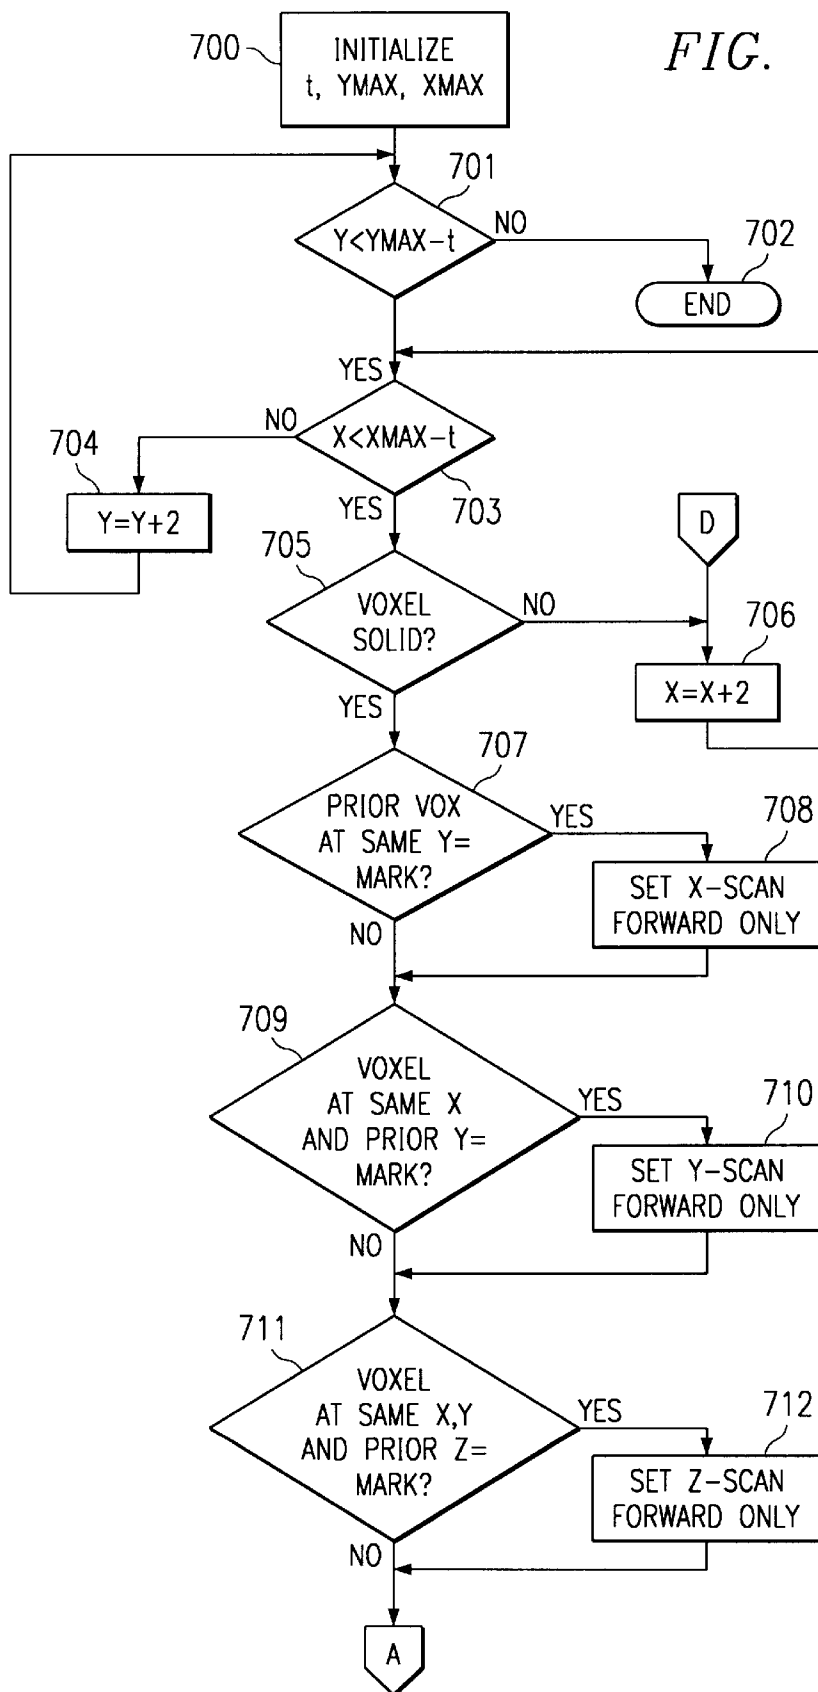 700
INITIALIZE
t, YMAX, XMAX
FIG.
701
Y<YMAX-t
NO
702
END
YES
NO
X<XMAX-t
703
704
Y=Y+2
YES
D
705
VOXEL
SOLID?
NO
706
X=X+2
YES
707
PRIOR VOX
AT SAME Y=
MARK?
YES
708
SET X-SCAN
FORWARD ONLY
NO
709
VOXEL
AT SAME X
AND PRIOR Y=
MARK?
YES
710
SET Y-SCAN
FORWARD ONLY
NO
711
VOXEL
AT SAME X,Y
AND PRIOR Z=
MARK?
YES
712
SET Z-SCAN
FORWARD ONLY
NO
A